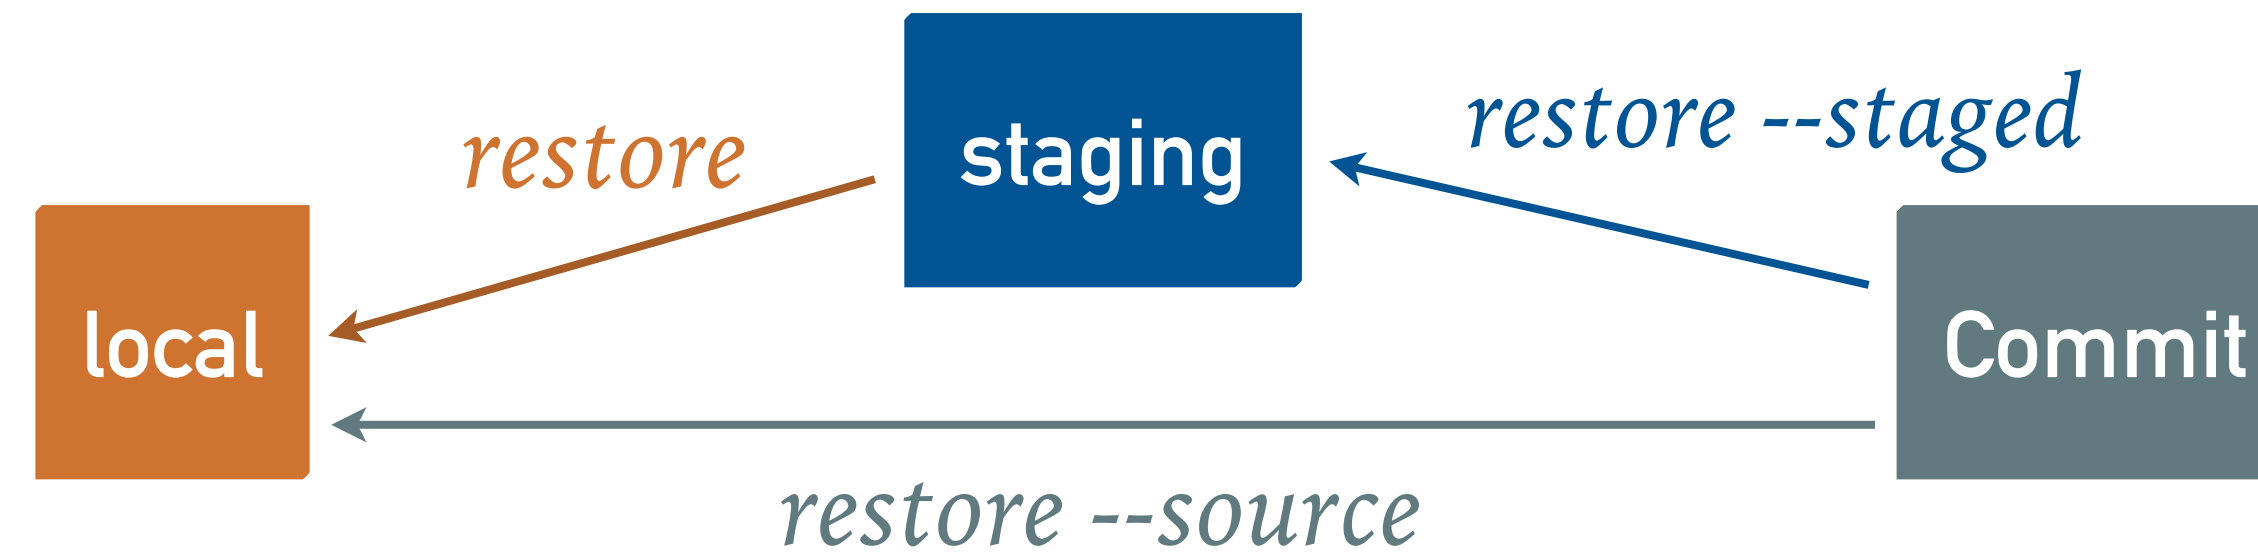 restore --staged
restore
staging
local
Commit
restore --source